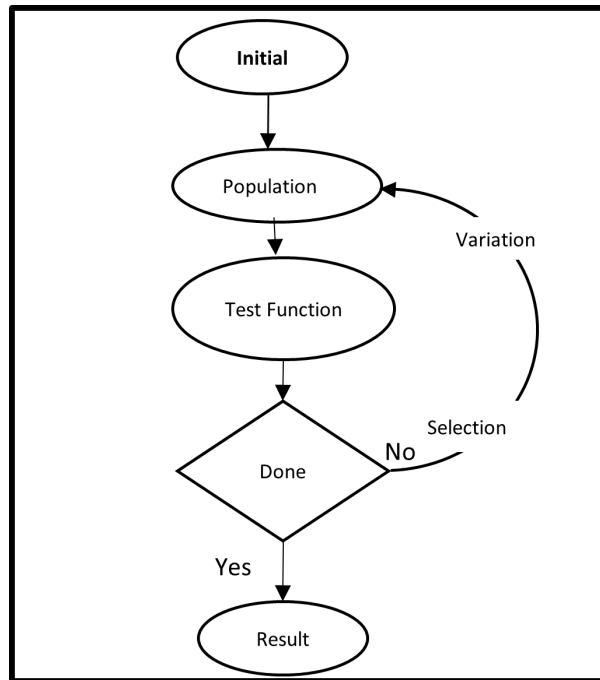 Initial
Population
Variation
Test Function
Selection
No
Done
Yes
Result